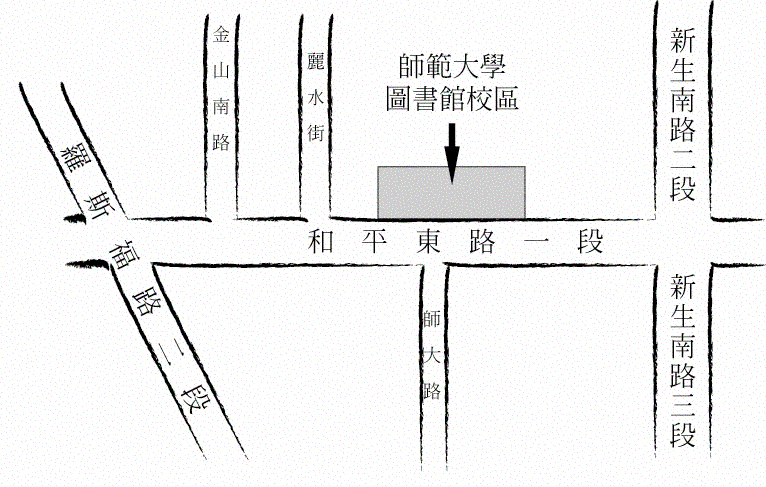 金山南路
麗水街
師範大學
圖書館校區
新生南路二段
羅斯福路二段
和平東路一段
師大路
新生南路三段